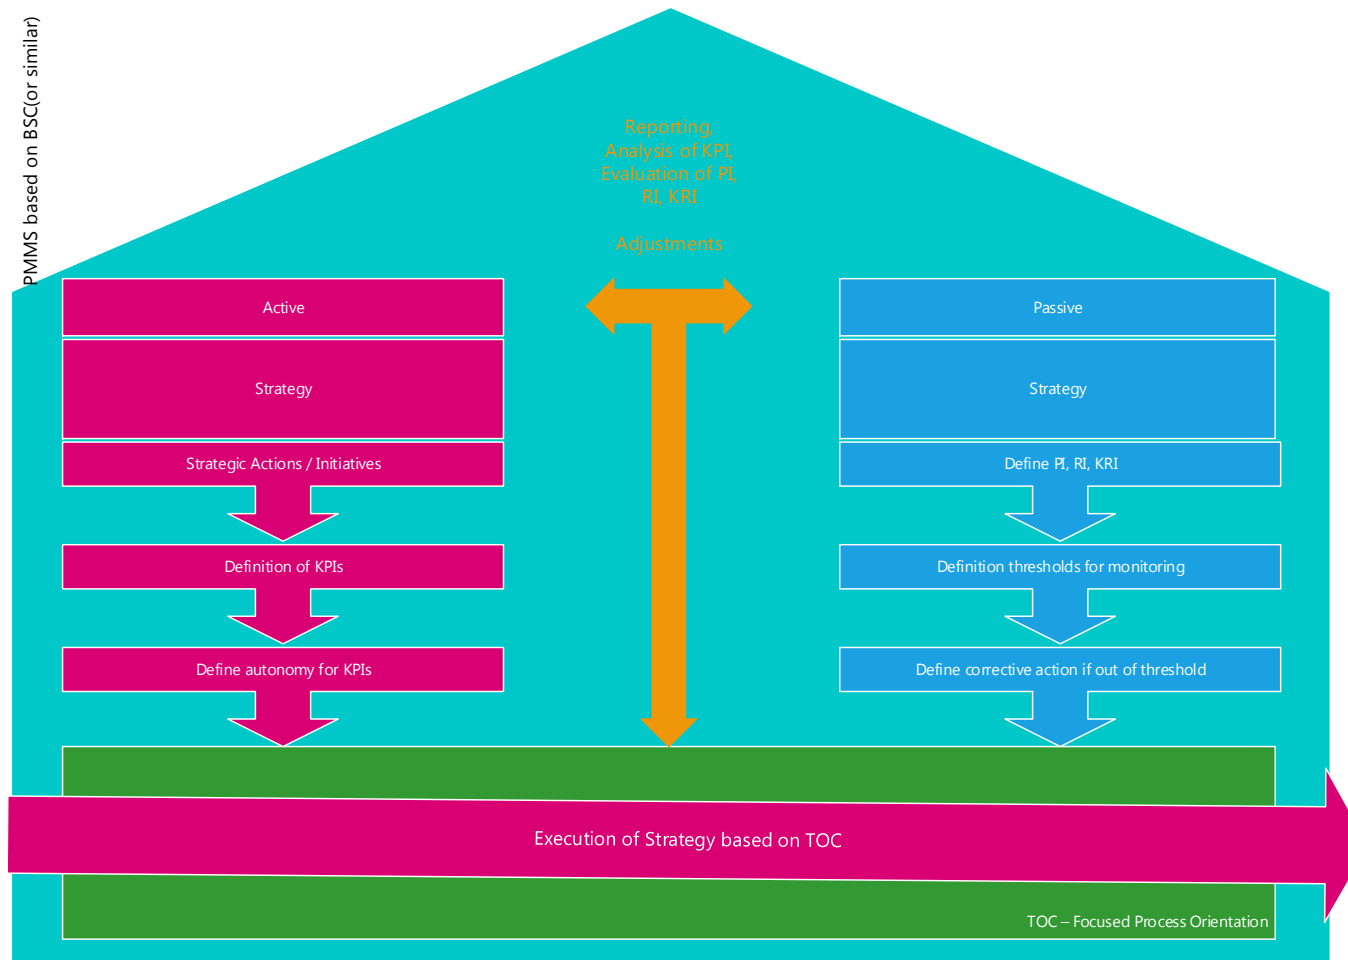 PMMS based on BSC(or similar)
Reporting,
Analysis of KPI,
Evaluation of PI,
RI, KRI
Adjustments
Active
Strategy
Strategic Actions / Initiatives
Definition of KPIs
Define autonomy for KPIs
Passive
Strategy
Define PI, RI, KRI
Definition thresholds for monitoring
Define corrective action if out of threshold
Execution of Strategy based on TOC
TOC – Focused Process Orientation